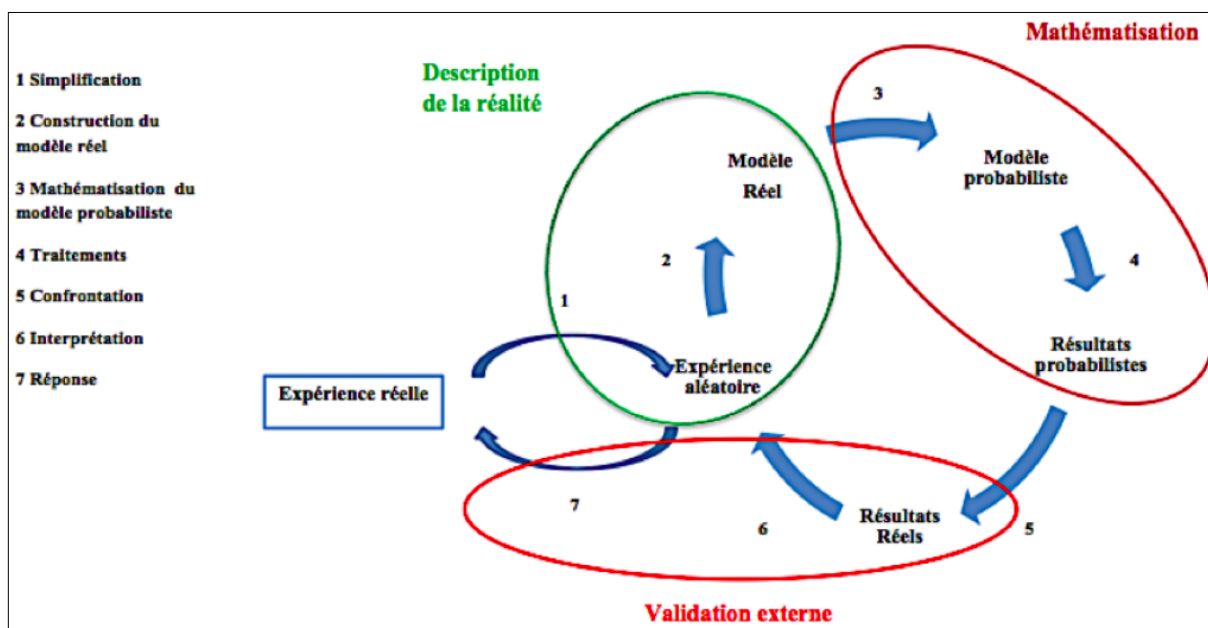 Mathématisation
Description
de la réalité
1 Simplification
2 Construction du
modèle réel
3 Mathématisation du
modèle probabiliste
4 Traitements
5 Confrontation
6 Interprétation
7 Réponse
3
Modèle
Réel
Modèle
probabiliste
2
4
1
Expérience réelle
Expérience
aléatoire
Résultats
probabilistes
7
6
Résultats
Réels
5
Validation externe